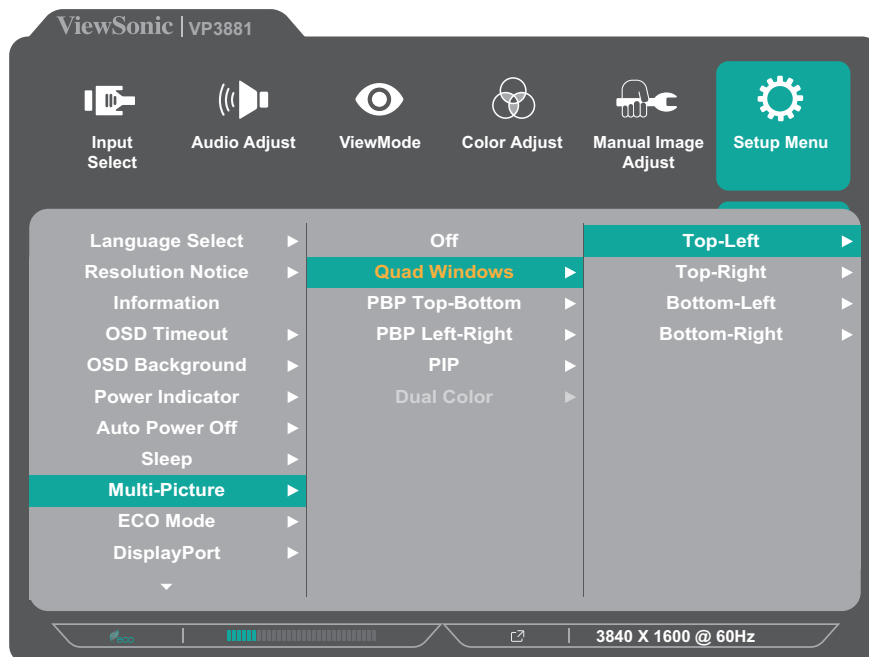 ViewSonic | VP3881
Input Select
Audio Adjust
ViewMode
Color Adjust
Manual Image Adjust
Setup Menu
Language Select
Resolution Notice
Information
OSD Timeout
OSD Background
Power Indicator
Auto Power Off
Sleep
Multi-Picture
ECO Mode
DisplayPort
Off
Quad Windows
PBP Top-Bottom
PBP Left-Right
PIP
Dual Color
Top-Left
Top-Right
Bottom-Left
Bottom-Right
eco
3840 X 1600 @ 60Hz